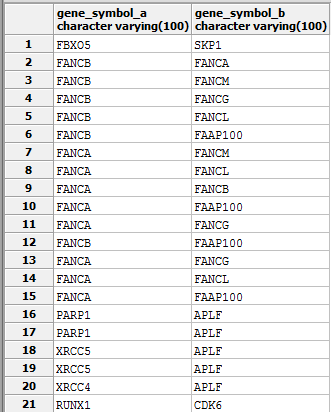 gene_symbol_a gene_symbol_b
character varying(100) character varying(100)
1 FBXO5 SKP1
2 FANCB FANCA
3 FANCB FANCM
4 FANCB FANCG
5 FANCB FANCL
6 FANCB FAAP100
7 FANCA FANCM
8 FANCA FANCL
9 FANCA FANCB
10 FANCA FAAP100
11 FANCA FANCG
12 FANCB FAAP100
13 FANCA FANCG
14 FANCA FANCL
15 FANCA FAAP100
16 PARP1 APLF
17 PARP1 APLF
18 XRCC5 APLF
19 XRCC5 APLF
20 XRCC4 APLF
21 RUNX1 CDK6